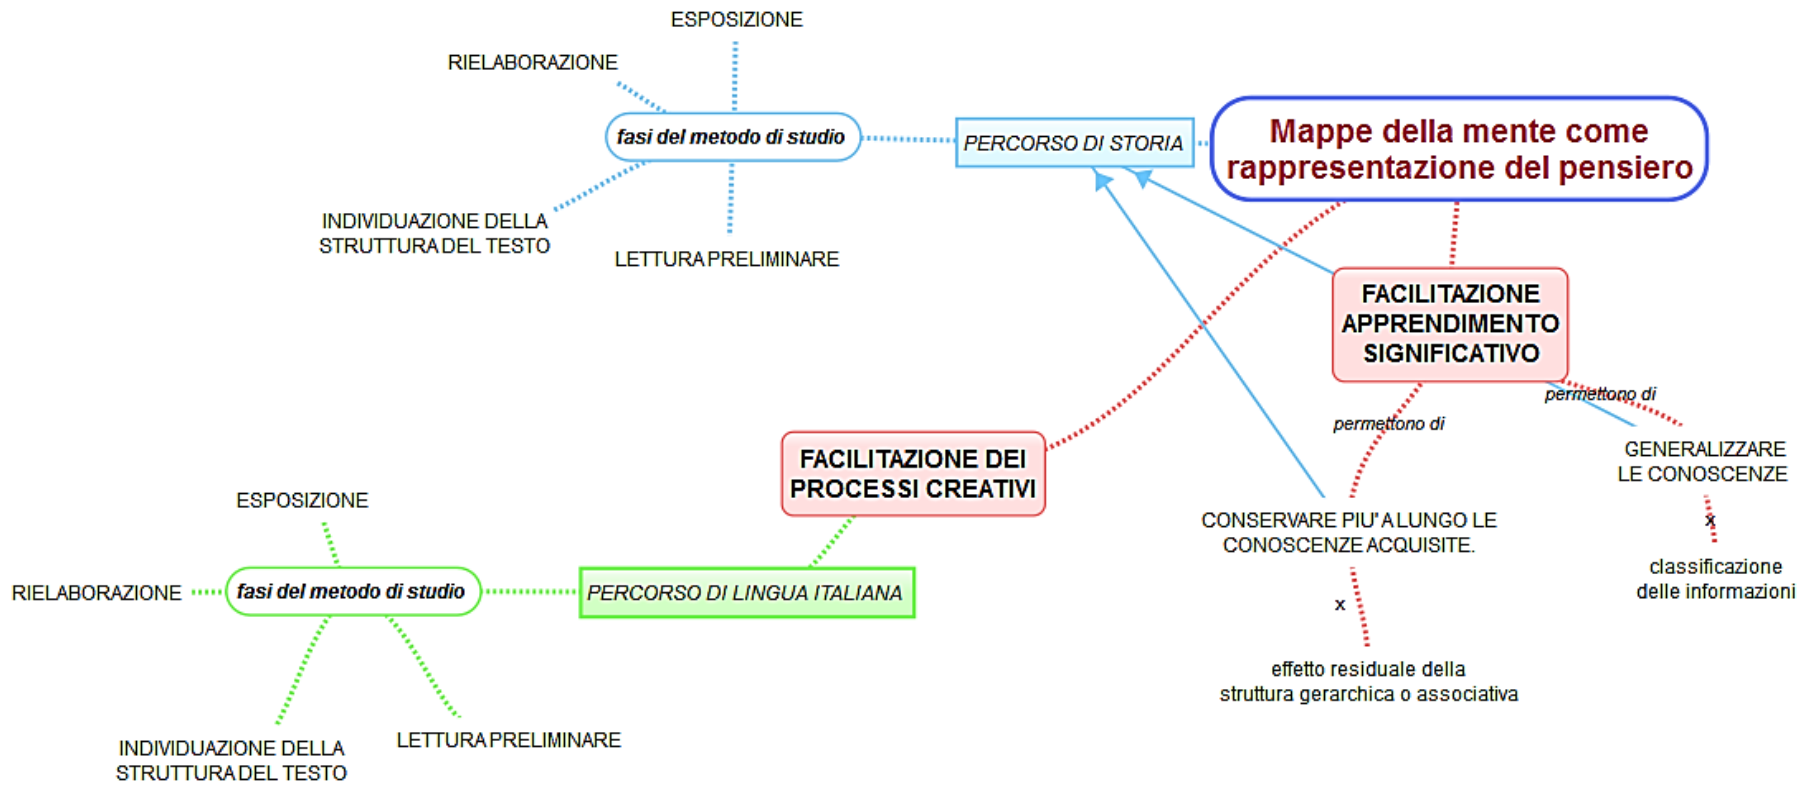 ESPOSIZIONE
RIELABORAZIONE
fasi del metodo di studio
PERCORSO DI STORIA
Mappe della mente come
rappresentazione del pensiero
INDIVIDUAZIONE DELLA
STRUTTURA DEL TESTO
LETTURA PRELIMINARE
FACILITAZIONE
APPRENDIMENTO
SIGNIFICATIVO
permettono di
permettono di
GENERALIZZARE
LE CONOSCENZE
x
classificazione
delle informazioni
CONSERVARE PIU' A LUNGO LE
CONOSCENZE ACQUISITE.
x
effetto residuale della
struttura gerarchica o associativa
FACILITAZIONE DEI
PROCESSI CREATIVI
PERCORSO DI LINGUA ITALIANA
fasi del metodo di studio
ESPOSIZIONE
RIELABORAZIONE
INDIVIDUAZIONE DELLA
STRUTTURA DEL TESTO
LETTURA PRELIMINARE